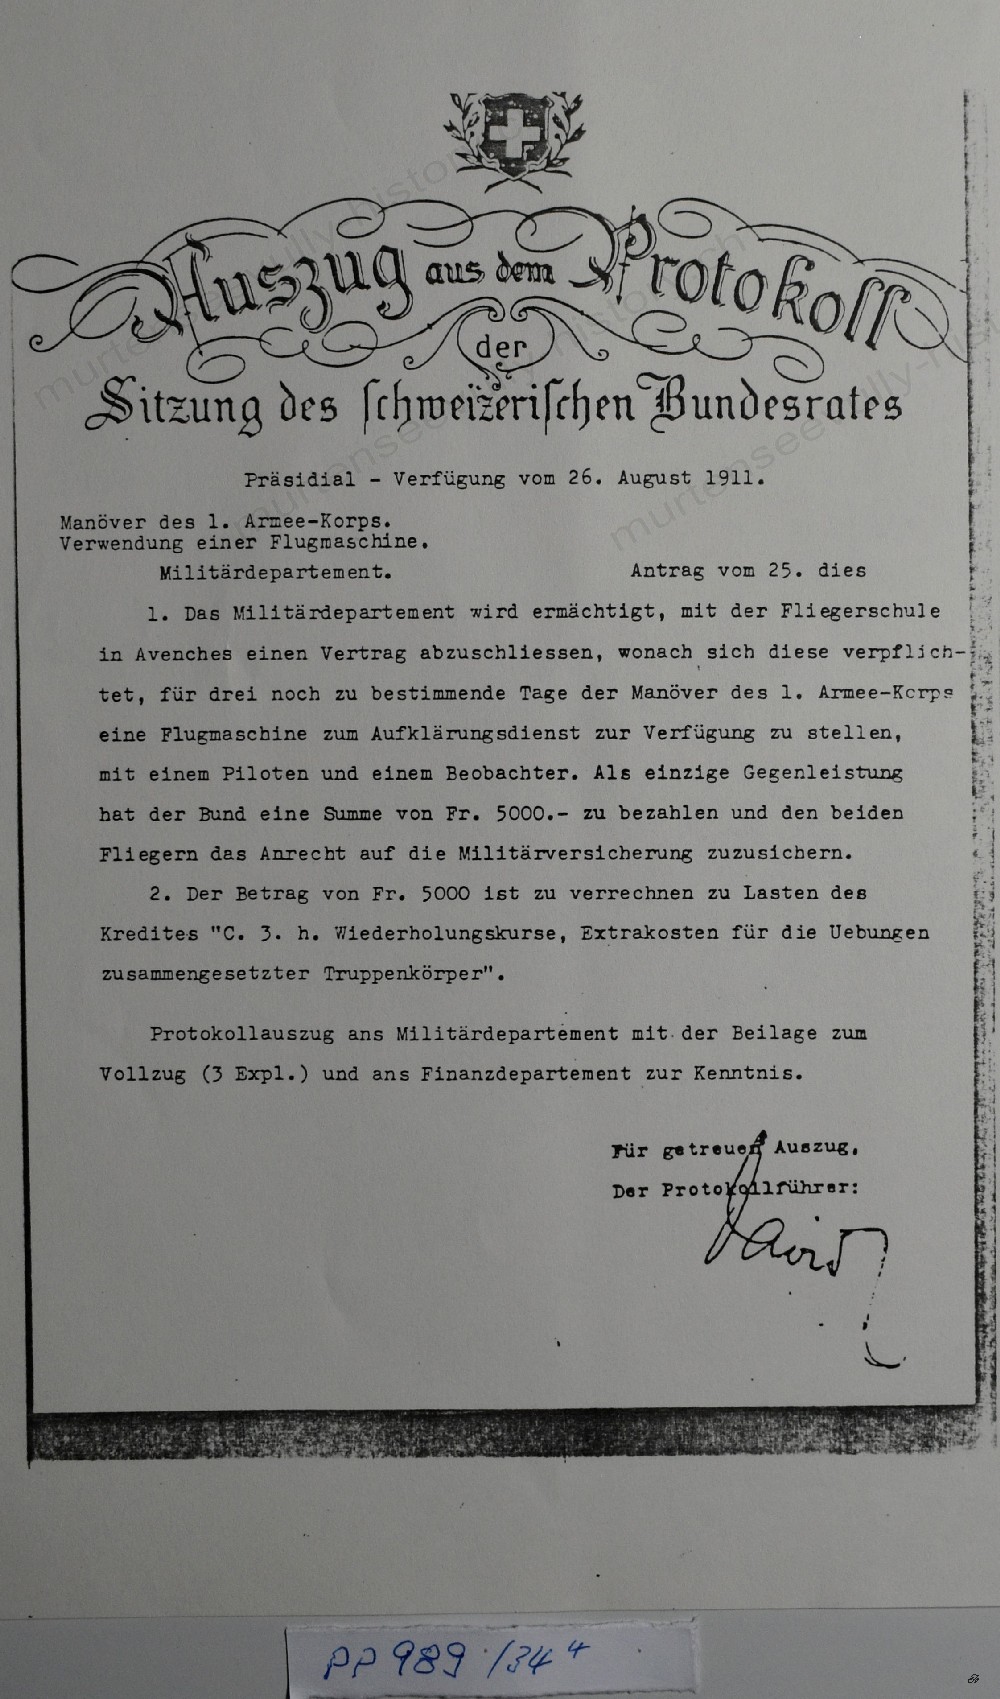 Auszug aus dem Protokoll
der
Sitzung des schweizerischen Bundesrates
Präsidial - Verfügung vom 26. August 1911.
Manöver des 1. Armee-Korps.
Verwendung einer Flugmaschine.
Militärdepartement. Antrag vom 25. dies
1. Das Militärdepartement wird ermächtigt, mit der Fliegerschule
in Avenches einen Vertrag abzuschliessen, wonach sich diese verpflich-
tet, für drei noch zu bestimmende Tage der Manöver des 1. Armee-Korps
eine Flugmaschine zum Aufklärungsdienst zur Verfügung zu stellen,
mit einem Piloten und einem Beobachter. Als einzige Gegenleistung
hat der Bund eine Summe von Fr. 5000.- zu bezahlen und den beiden
Fliegern das Anrecht auf die Militärversicherung zuzusichern.
2. Der Betrag von Fr. 5000 ist zu verrechnen zu Lasten des
Kredites "C. 3. h. Wiederholungskurse, Extrakosten für die Uebungen
zusammengesetzter Truppenkörper".
Protokollauszug ans Militärdepartement mit der Beilage zum
Vollzug (3 Expl.) und ans Finanzdepartement zur Kenntnis.
Für getreuen Auszug,
Der Protokollführer:
David
PP 989 /34 4